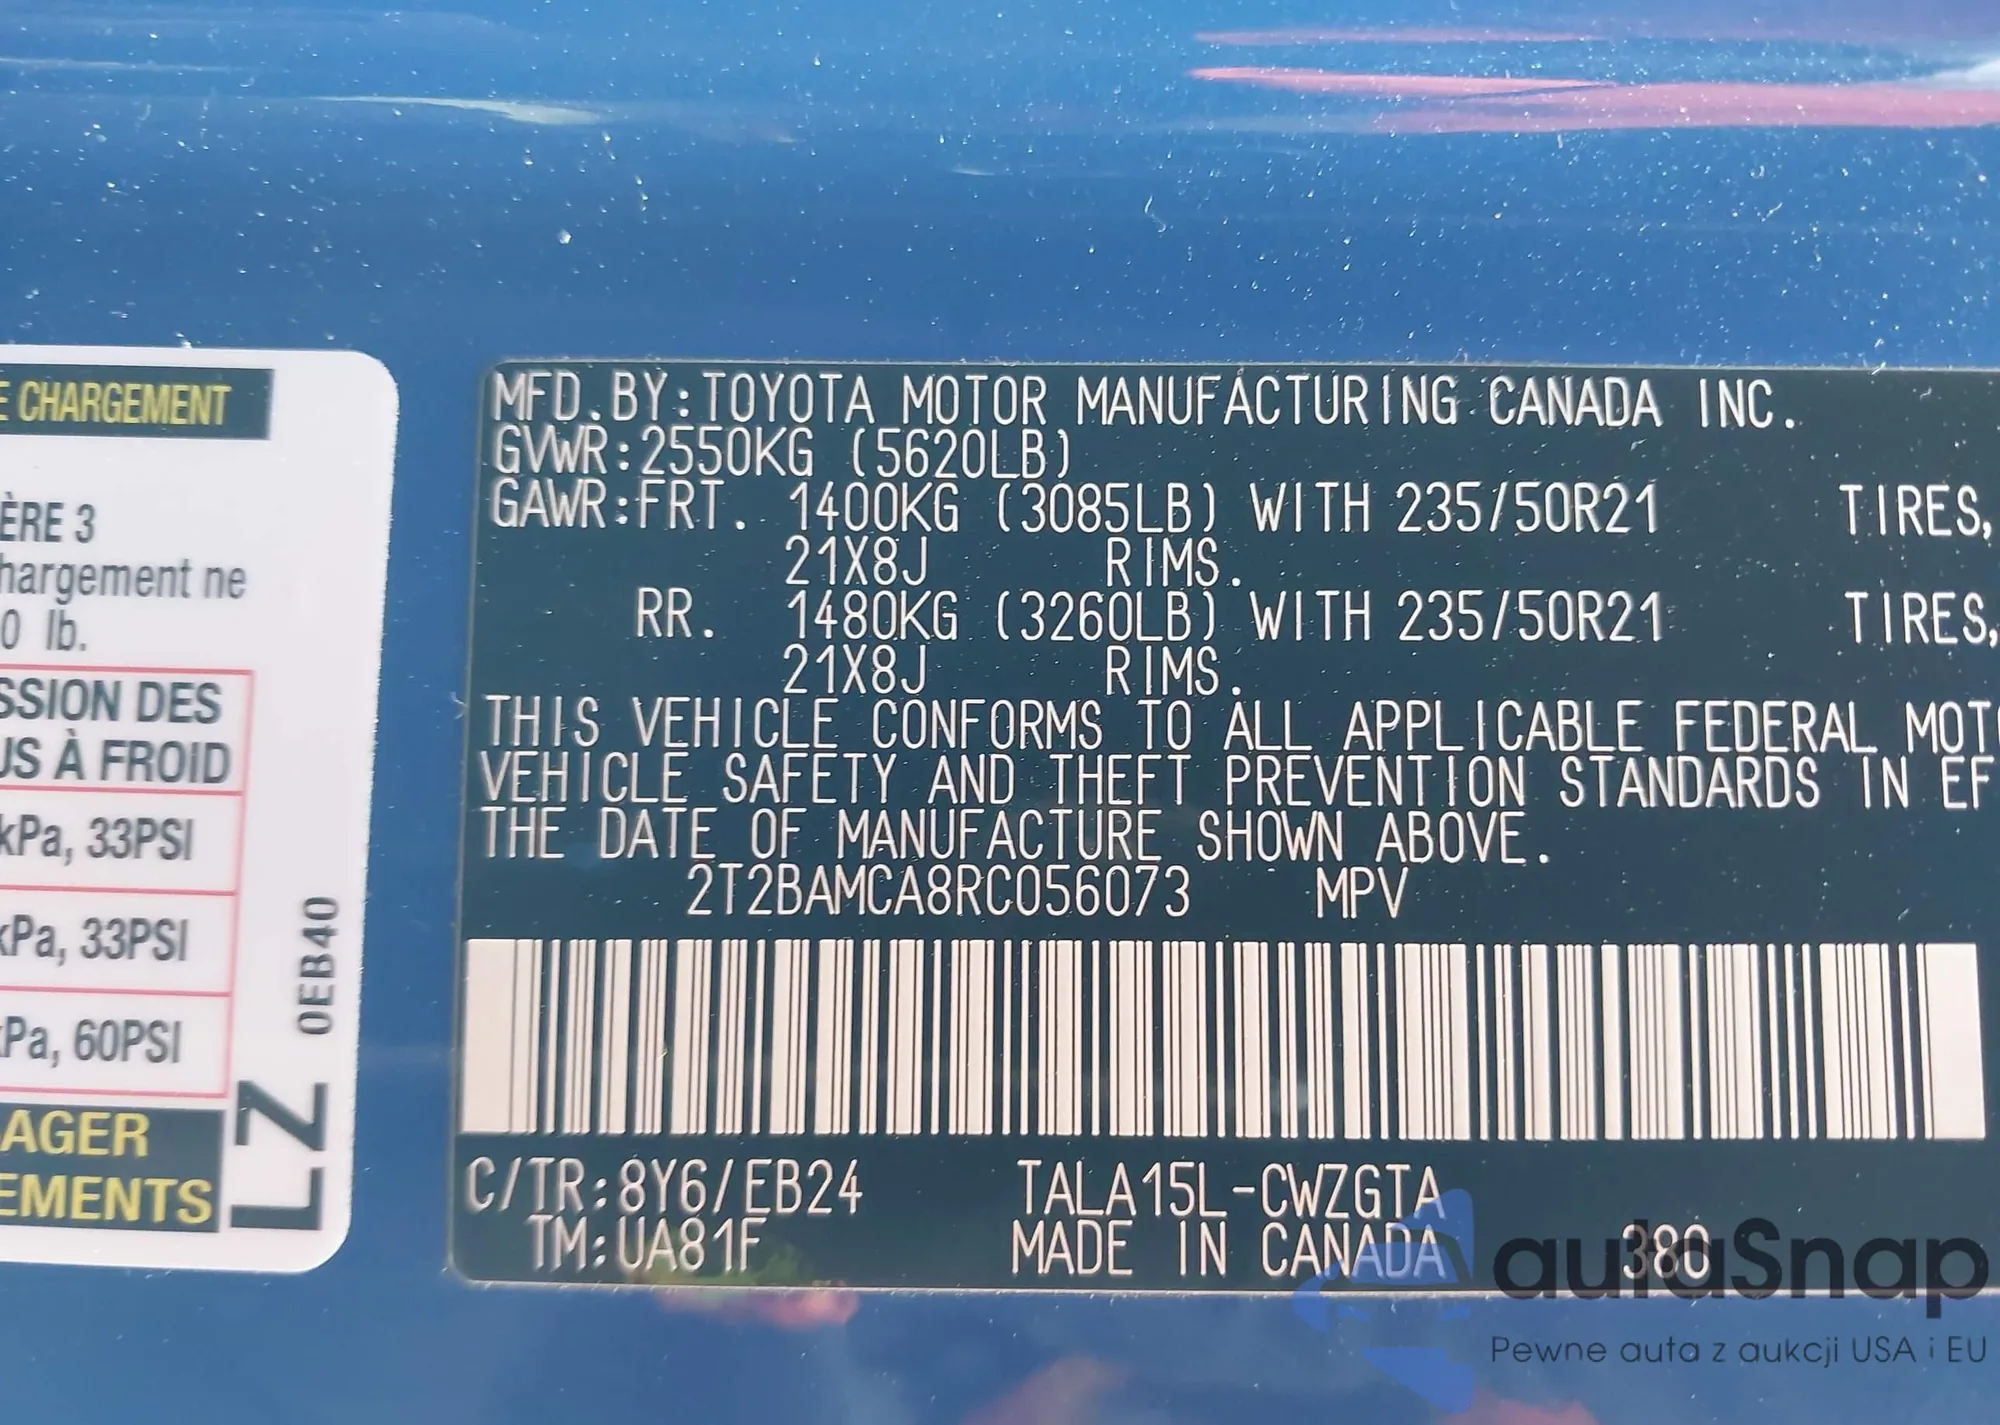 E CHARGEMENT
ÈRE 3
hargement ne
0 lb.
SSION DES
US À FROID
kPa, 33PSI
kPa, 33PSI
kPa, 60PSI
AGER
EMENTS
LZ 0EB40
MFD.BY:TOYOTA MOTOR MANUFACTURING CANADA INC.
GVWR:2550KG (5620LB)
GAWR:FRT. 1400KG (3085LB) WITH 235/50R21 TIRES,
21X8J RIMS.
RR. 1480KG (3260LB) WITH 235/50R21 TIRES,
21X8J RIMS.
THIS VEHICLE CONFORMS TO ALL APPLICABLE FEDERAL MOTO
VEHICLE SAFETY AND THEFT PREVENTION STANDARDS IN EF
THE DATE OF MANUFACTURE SHOWN ABOVE.
2T2BAMCA8RC056073 MPV
C/TR:8Y6/EB24 TALA15L-CWZGTA
TM:UA81F MADE IN CANADA 380
autaSnap
Pewne auta z aukcji USA i EU